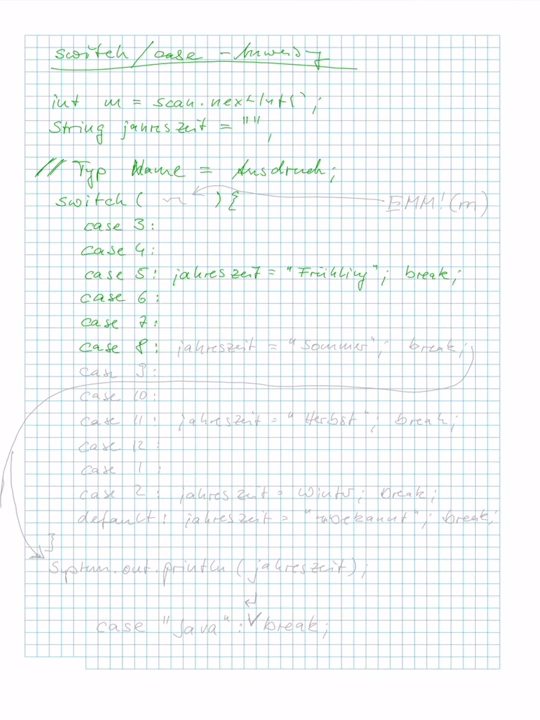 switch/case - Anweisg
int m = scan.nextInt();
String jahreszeit = "";
// Typ Name = Ausdruck;
switch( m ){ EMM!(m)
case 3:
case 4:
case 5: jahreszeit = "Frühling"; break;
case 6:
case 7:
case 8: jahreszeit = "Sommer"; break;
case 9:
case 10:
case 11: jahreszeit = "Herbst"; break;
case 12:
case 1:
case 2: jahreszeit = Winter; break;
default: jahreszeit = "unbekannt", break;
}
System.out.println(jahreszeit);
↵
case "Java": √ break;